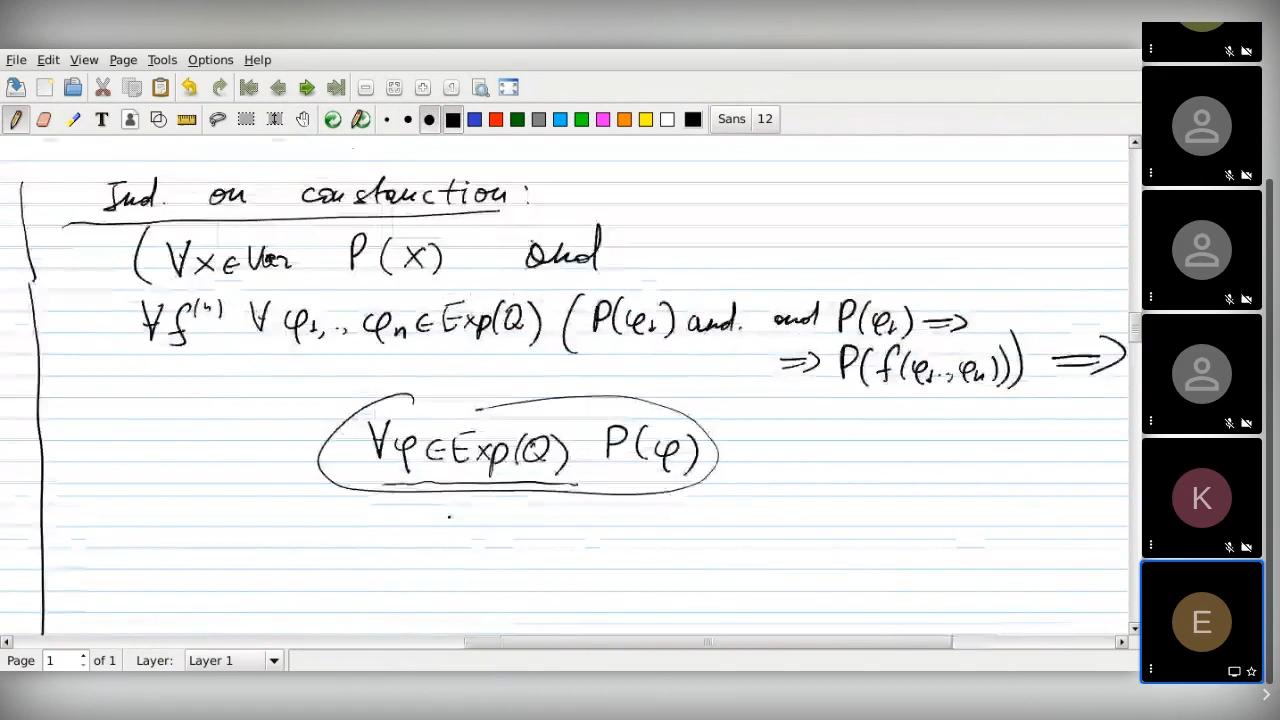 File Edit View Page Tools Options Help
Sans 12
Ind. on construction:
(∀x∈Var P(x) and
∀f⁽ⁿ⁾ ∀ φ₁,.., φₙ∈Exp(Q) (P(φ₁) and. and P(φ₁) ⟹
⟹ P(f(φ₁..,φₙ))) ⟹
∀φ∈Exp(Q) P(φ)
K
E
Page 1 of 1 Layer: Layer 1